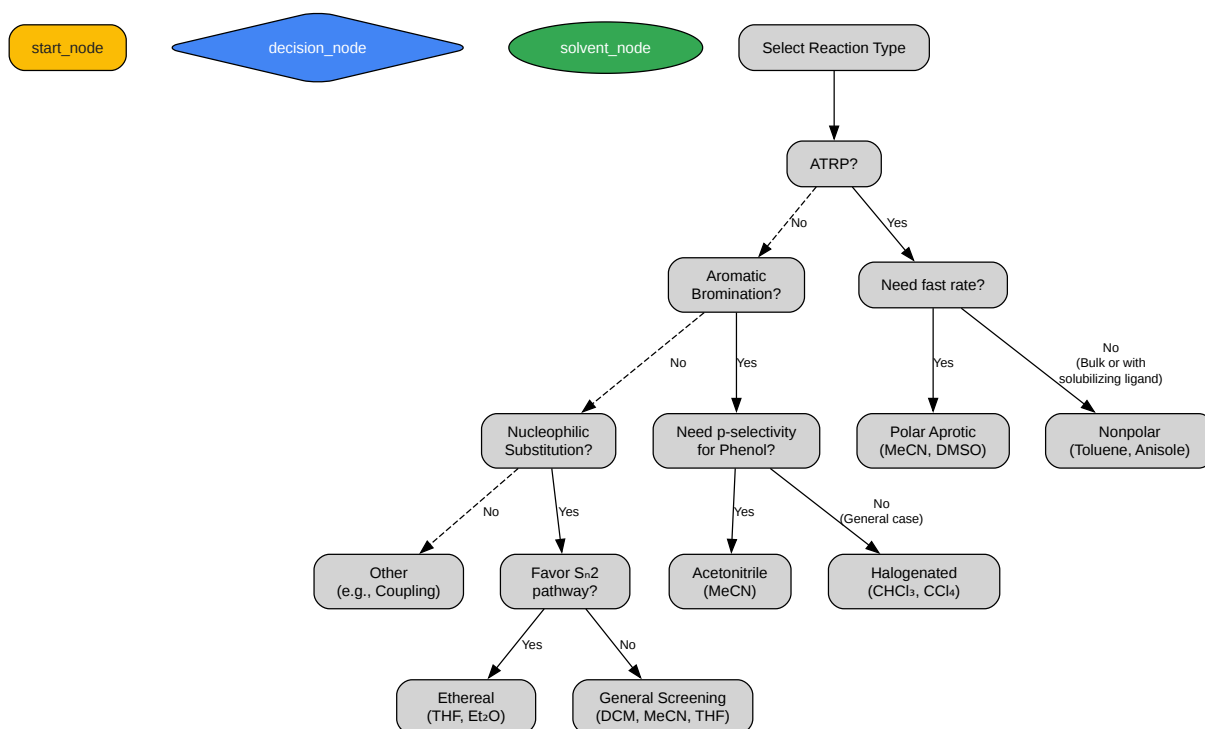 start_node
decision_node
solvent_node
Select Reaction Type
ATRP?
No
Yes
Aromatic
Bromination?
Need fast rate?
No
Yes
Yes
No
(Bulk or with
solubilizing ligand)
Nucleophilic
Substitution?
Need p-selectivity
for Phenol?
Polar Aprotic
(MeCN, DMSO)
Nonpolar
(Toluene, Anisole)
No
Yes
Yes
No
(General case)
Other
(e.g., Coupling)
Favor Sₙ2
pathway?
Acetonitrile
(MeCN)
Halogenated
(CHCl₃, CCl₄)
Yes
No
Ethereal
(THF, Et₂O)
General Screening
(DCM, MeCN, THF)